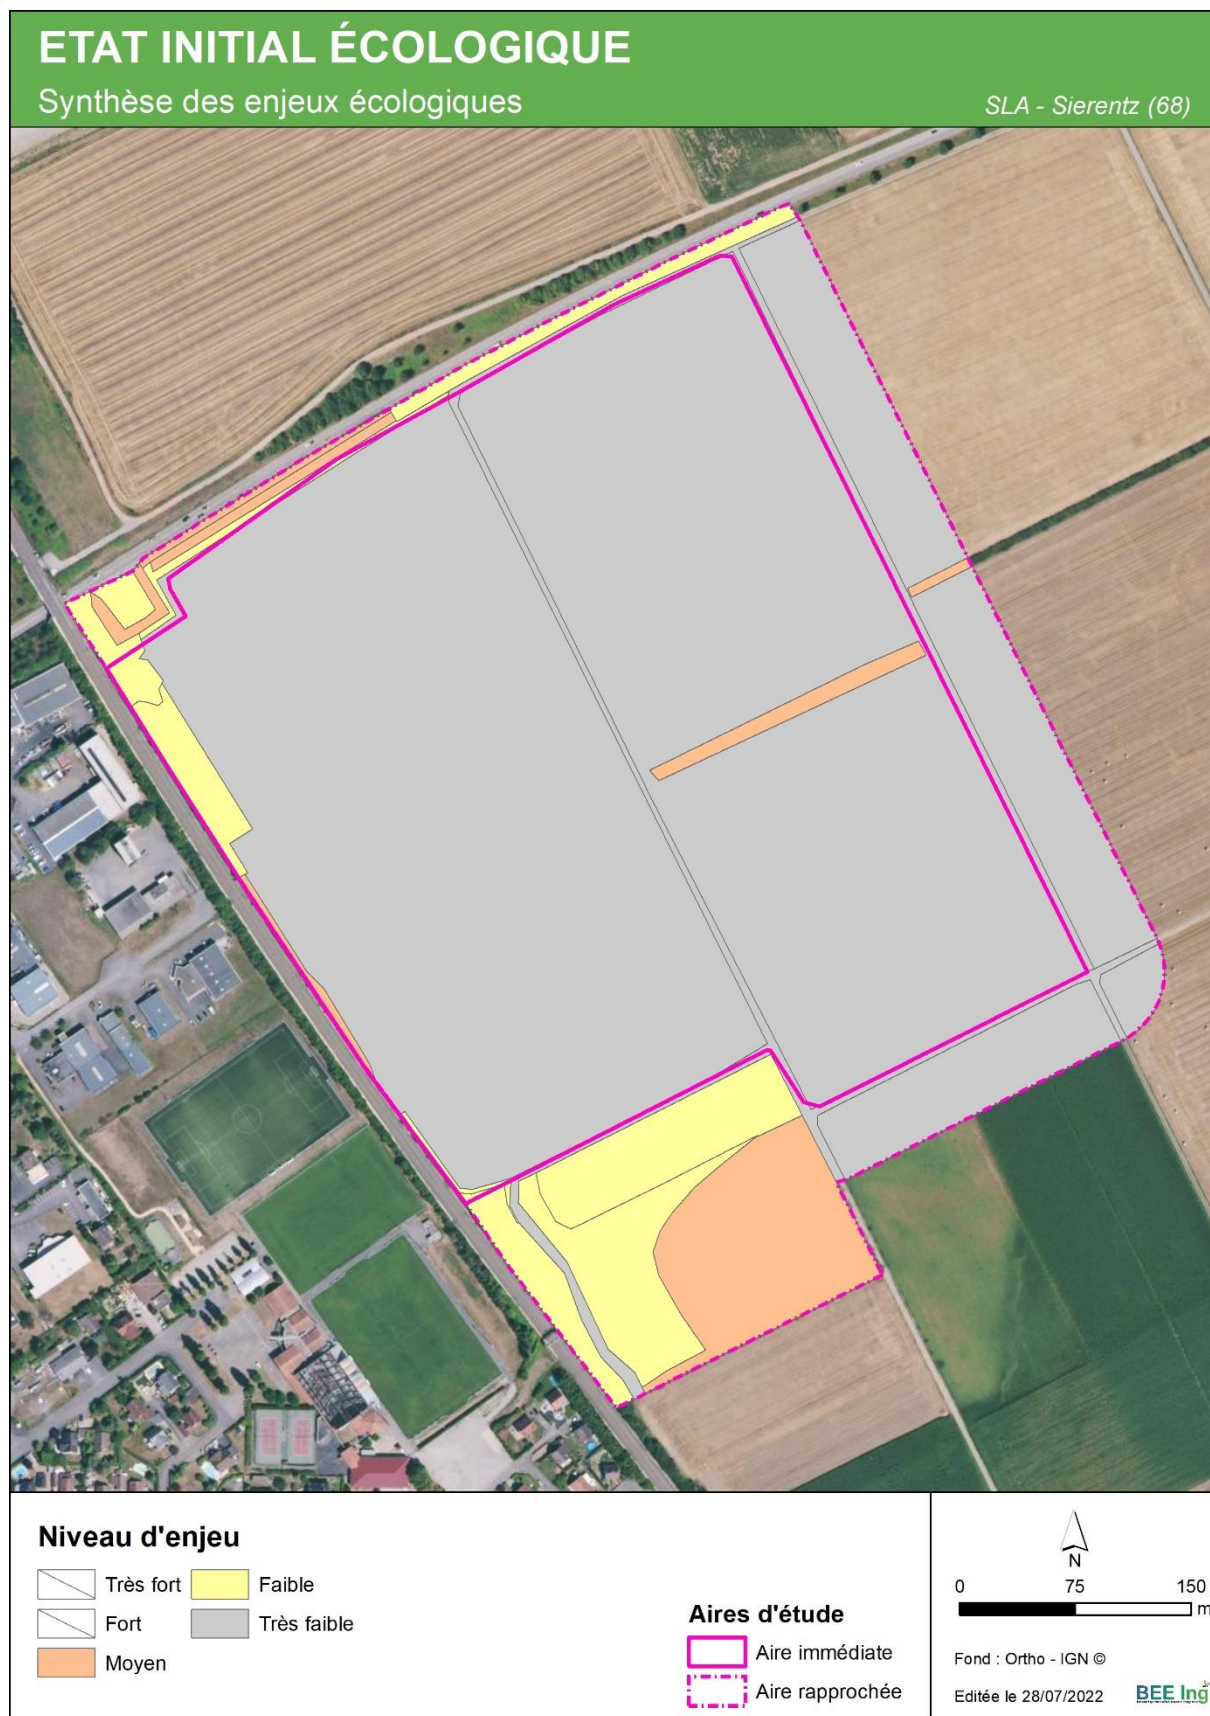 ETAT INITIAL ÉCOLOGIQUE
Synthèse des enjeux écologiques
SLA - Sierentz (68)
Niveau d'enjeu
Très fort
Faible
Fort
Très faible
Moyen
Aires d'étude
Aire immédiate
Aire rapprochée
N
0 75 150
m
Fond : Ortho - IGN ©
Editée le 28/07/2022
BEE Ing